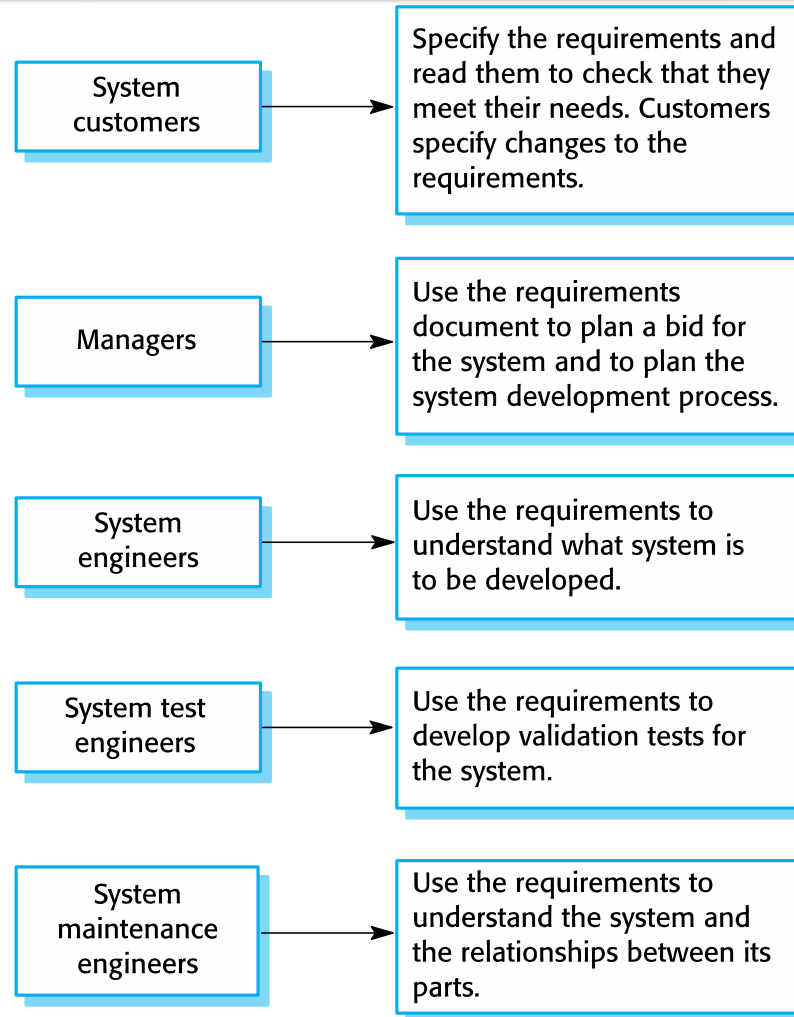 System
customers
Specify the requirements and
read them to check that they
meet their needs. Customers
specify changes to the
requirements.
Managers
Use the requirements
document to plan a bid for
the system and to plan the
system development process.
System
engineers
Use the requirements to
understand what system is
to be developed.
System test
engineers
Use the requirements to
develop validation tests for
the system.
System
maintenance
engineers
Use the requirements to
understand the system and
the relationships between its
parts.